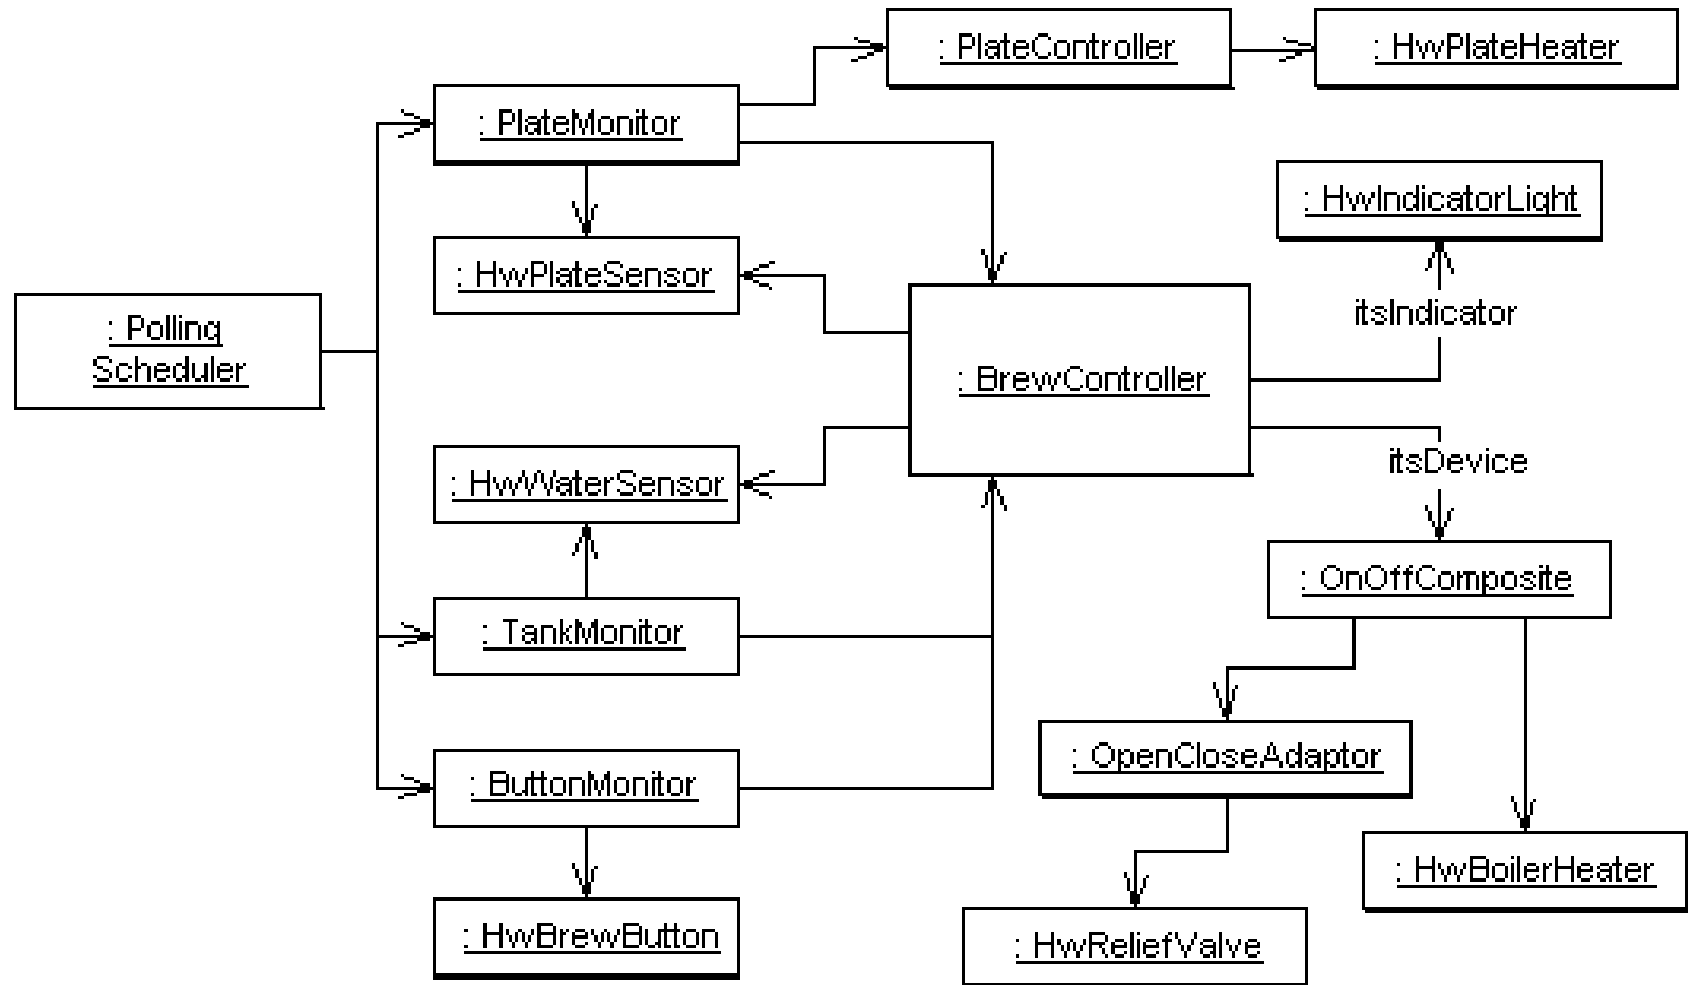 : PlateController
: HwPlateHeater
: PlateMonitor
: HwIndicatorLight
: HwPlateSensor
: Polling
Scheduler
itsIndicator
: BrewController
itsDevice
: HwWaterSensor
: OnOffComposite
: TankMonitor
: OpenCloseAdaptor
: ButtonMonitor
: HwBoilerHeater
: HwBrewButton
: HwReliefValve